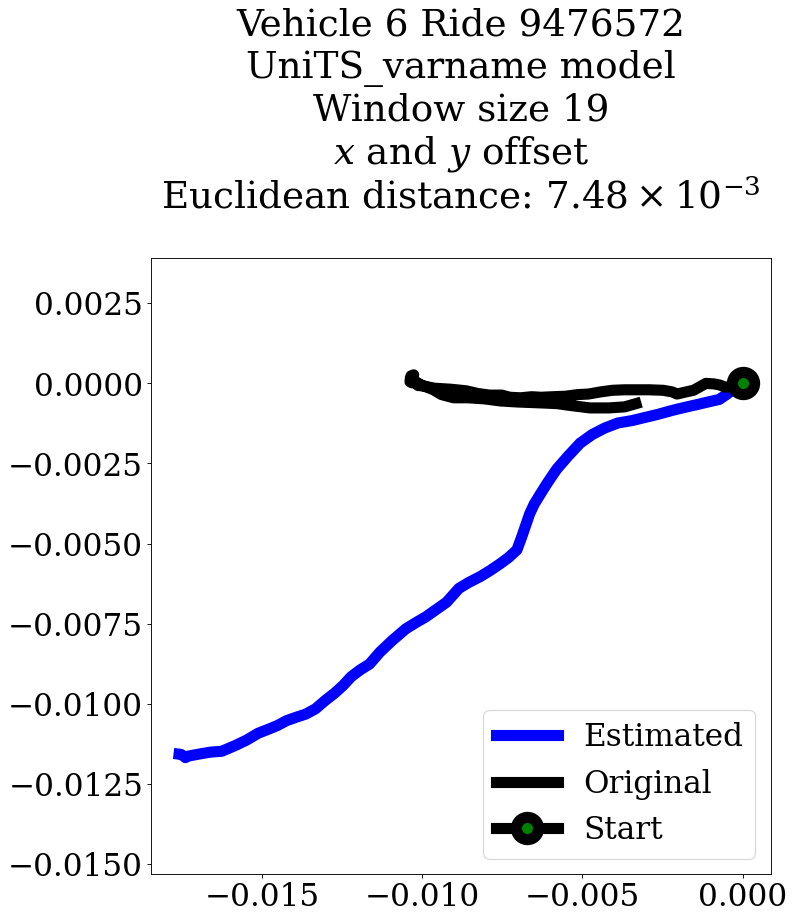 Vehicle 6 Ride 9476572
UniTS_varname model
Window size 19
x and y offset
Euclidean distance: 7.48 × 10⁻³
0.0025
0.0000
−0.0025
−0.0050
−0.0075
−0.0100
−0.0125
−0.0150
Estimated
Original
Start
−0.015
−0.010
−0.005
0.000